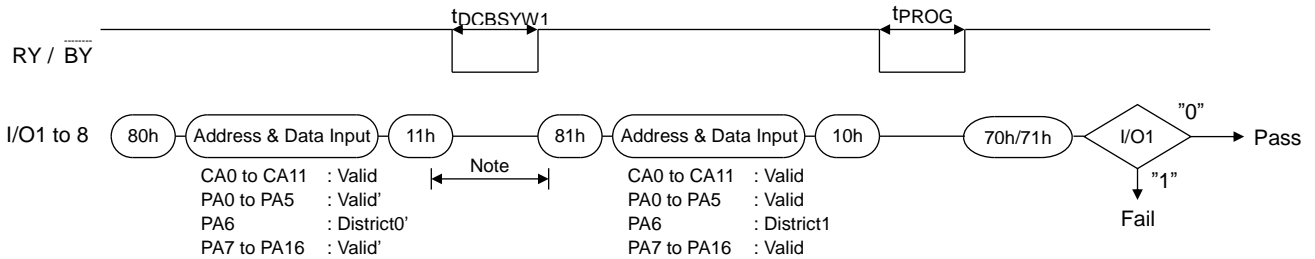 tDCBSYW1
tPROG
RY / BY
I/O1 to 8
80h
Address & Data Input
11h
81h
Address & Data Input
10h
70h/71h
I/O1
”0”
Pass
Note
”1”
Fail
CA0 to CA11 : Valid
PA0 to PA5 : Valid’
PA6 : District0’
PA7 to PA16 : Valid’
CA0 to CA11 : Valid
PA0 to PA5 : Valid
PA6 : District1
PA7 to PA16 : Valid